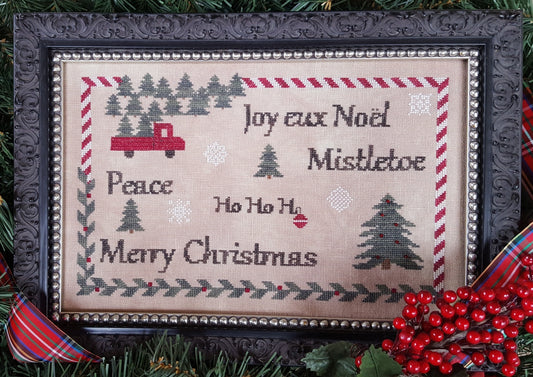 Joy eux Noël
Mistletoe
Peace
Ho Ho Ho
Merry Christmas